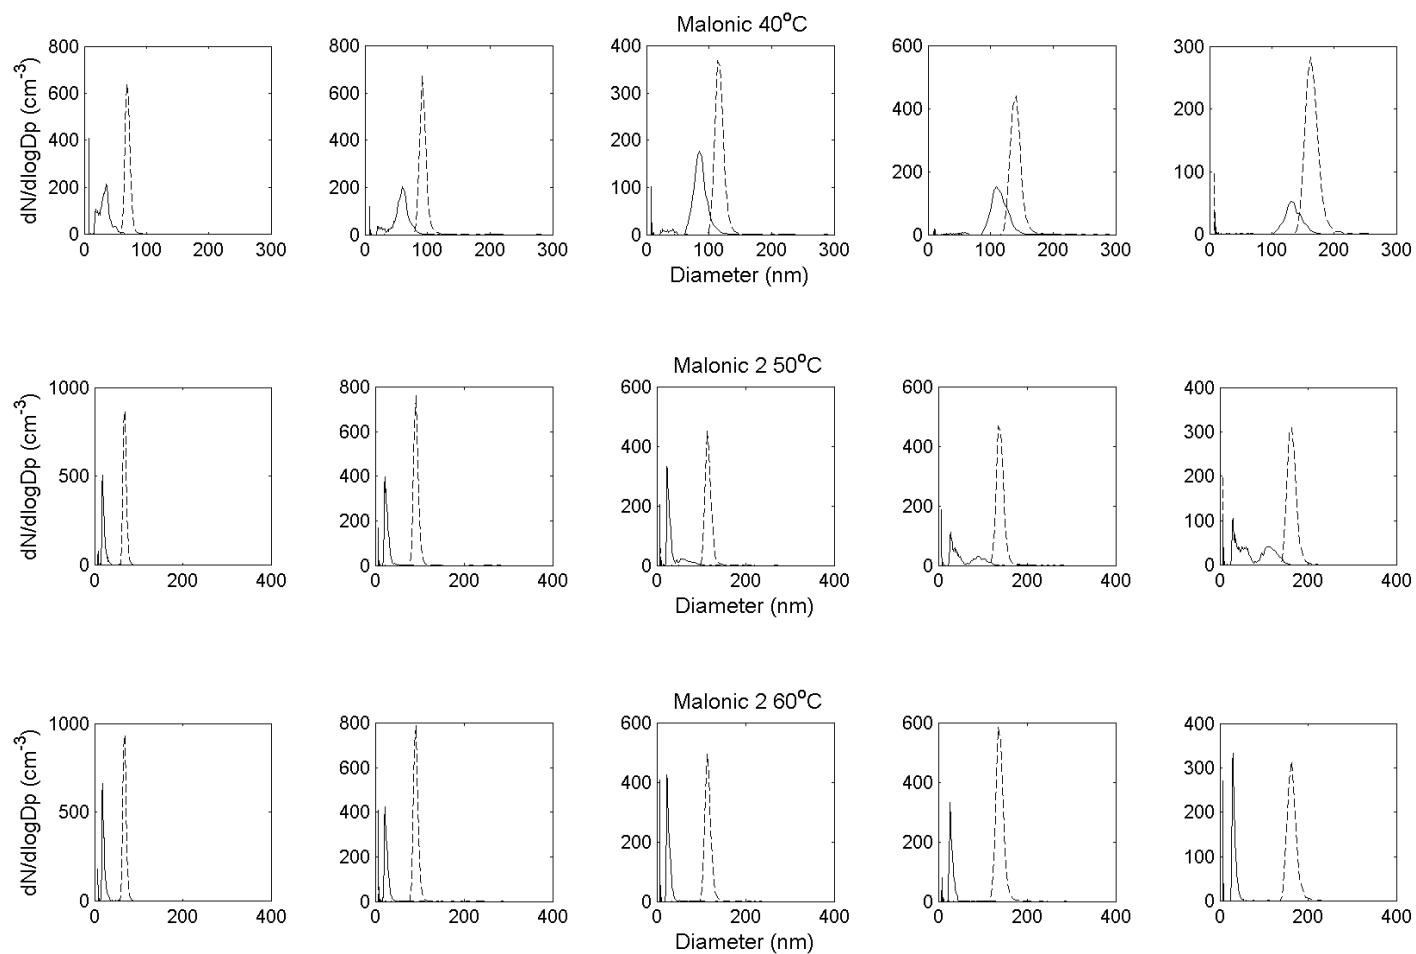 Malonic 40°C
800 800 400 600 300
600 600 300 400 200
400 400 200 200 100
200 200 100
0 0 0 0 0
0 100 200 300 0 100 200 300 0 100 200 300 0 100 200 300 0 100 200 300
dN/dlogDp (cm⁻³)
Diameter (nm)
Malonic 2 50°C
1000 800 600 600 400
600 300
500 400 400 400 200
200 200 200 100
0 0 0 0 0
0 200 400 0 200 400 0 200 400 0 200 400 0 200 400
dN/dlogDp (cm⁻³)
Diameter (nm)
Malonic 2 60°C
1000 800 600 600 400
600 300
500 400 400 400 200
200 200 200 100
0 0 0 0 0
0 200 400 0 200 400 0 200 400 0 200 400 0 200 400
dN/dlogDp (cm⁻³)
Diameter (nm)